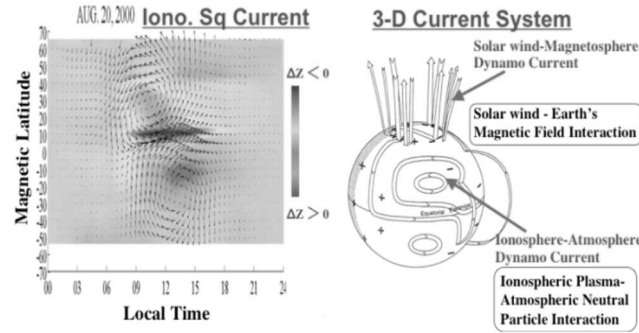 AUG. 20, 2000
Iono. Sq Current
3-D Current System
Magnetic Latitude
70
60
50
40
30
20
10
0
-10
-20
-30
-40
-50
-60
-70
00
03
06
09
12
15
18
21
24
Local Time
ΔZ < 0
ΔZ > 0
Solar wind-Magnetosphere
Dynamo Current
Solar wind - Earth's
Magnetic Field Interaction
Equatorial
Ionosphere-Atmosphere
Dynamo Current
Ionospheric Plasma-
Atmospheric Neutral
Particle Interaction